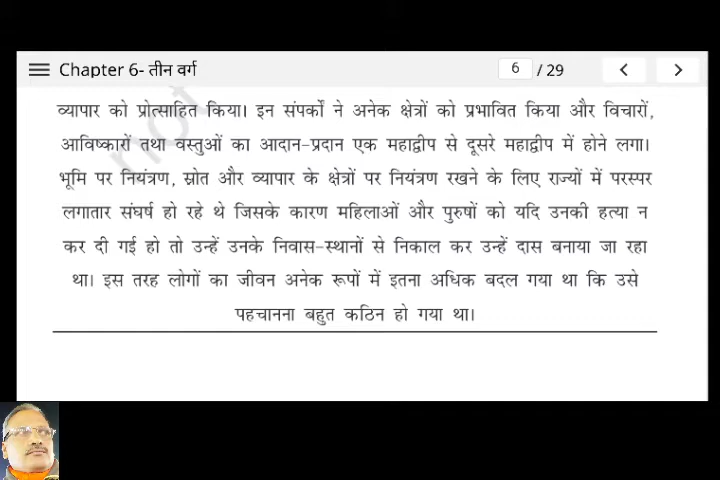 Chapter 6- तीन वर्ग
6 / 29
व्यापार को प्रोत्साहित किया। इन संपर्कों ने अनेक क्षेत्रों को प्रभावित किया और विचारों,
आविष्कारों तथा वस्तुओं का आदान-प्रदान एक महाद्वीप से दूसरे महाद्वीप में होने लगा।
भूमि पर नियंत्रण, स्रोत और व्यापार के क्षेत्रों पर नियंत्रण रखने के लिए राज्यों में परस्पर
लगातार संघर्ष हो रहे थे जिसके कारण महिलाओं और पुरुषों को यदि उनकी हत्या न
कर दी गई हो तो उन्हें उनके निवास-स्थानों से निकाल कर उन्हें दास बनाया जा रहा
था। इस तरह लोगों का जीवन अनेक रूपों में इतना अधिक बदल गया था कि उसे
पहचानना बहुत कठिन हो गया था।
not